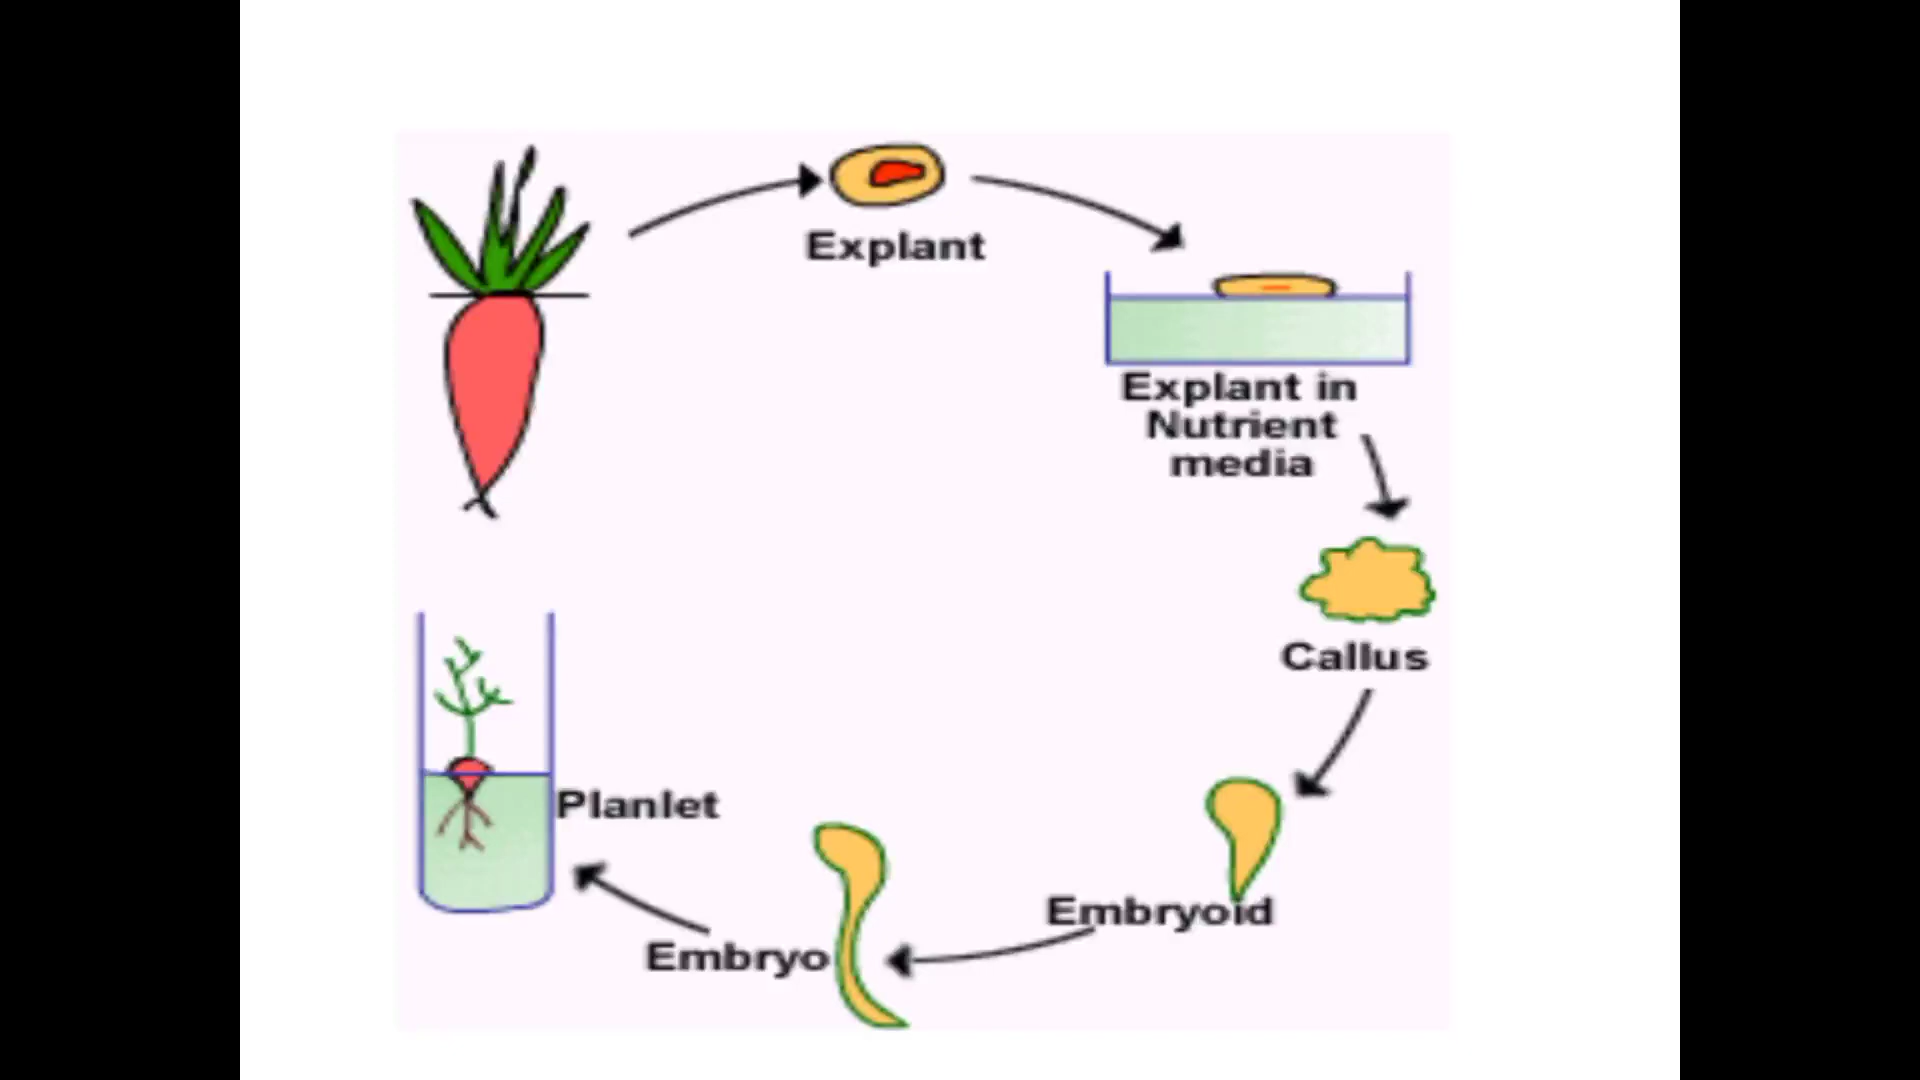 Explant
Explant in
Nutrient
media
Callus
Embryoid
Embryo
Planlet